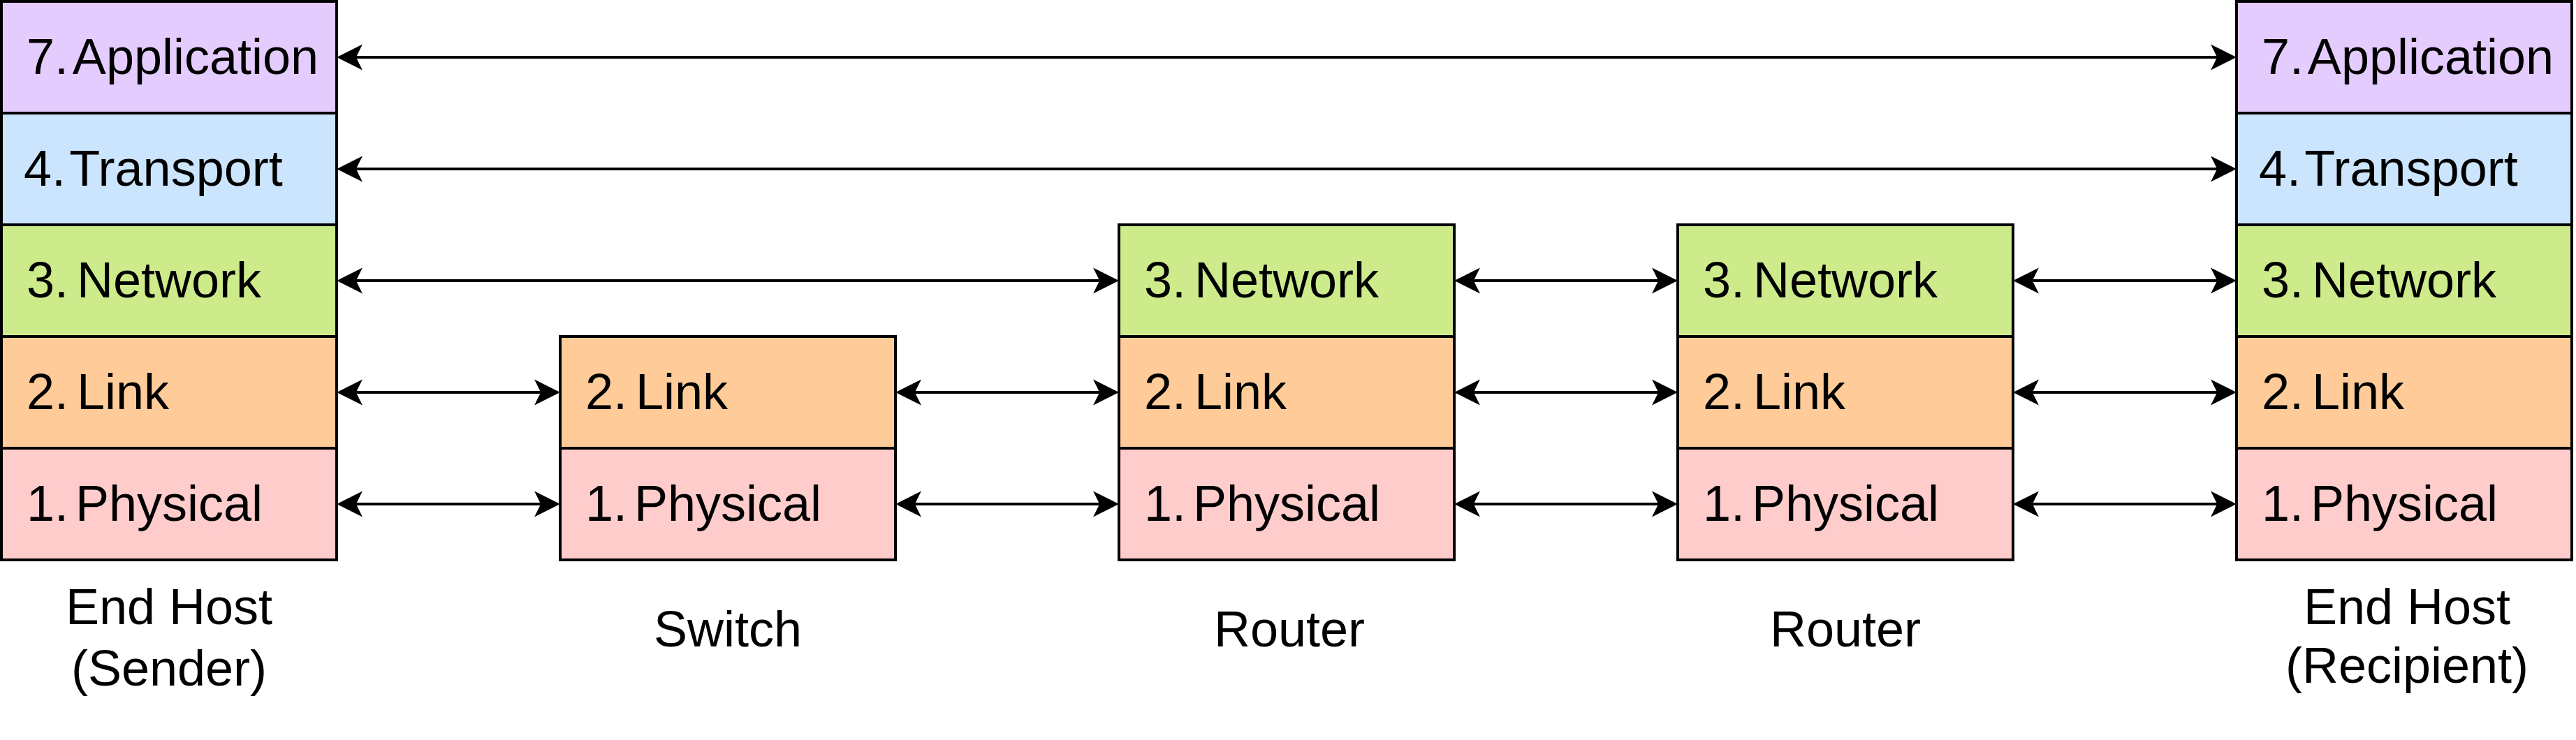 7. Application
4. Transport
3. Network
2. Link
1. Physical
End Host
(Sender)
2. Link
1. Physical
Switch
3. Network
2. Link
1. Physical
Router
3. Network
2. Link
1. Physical
Router
7. Application
4. Transport
3. Network
2. Link
1. Physical
End Host
(Recipient)